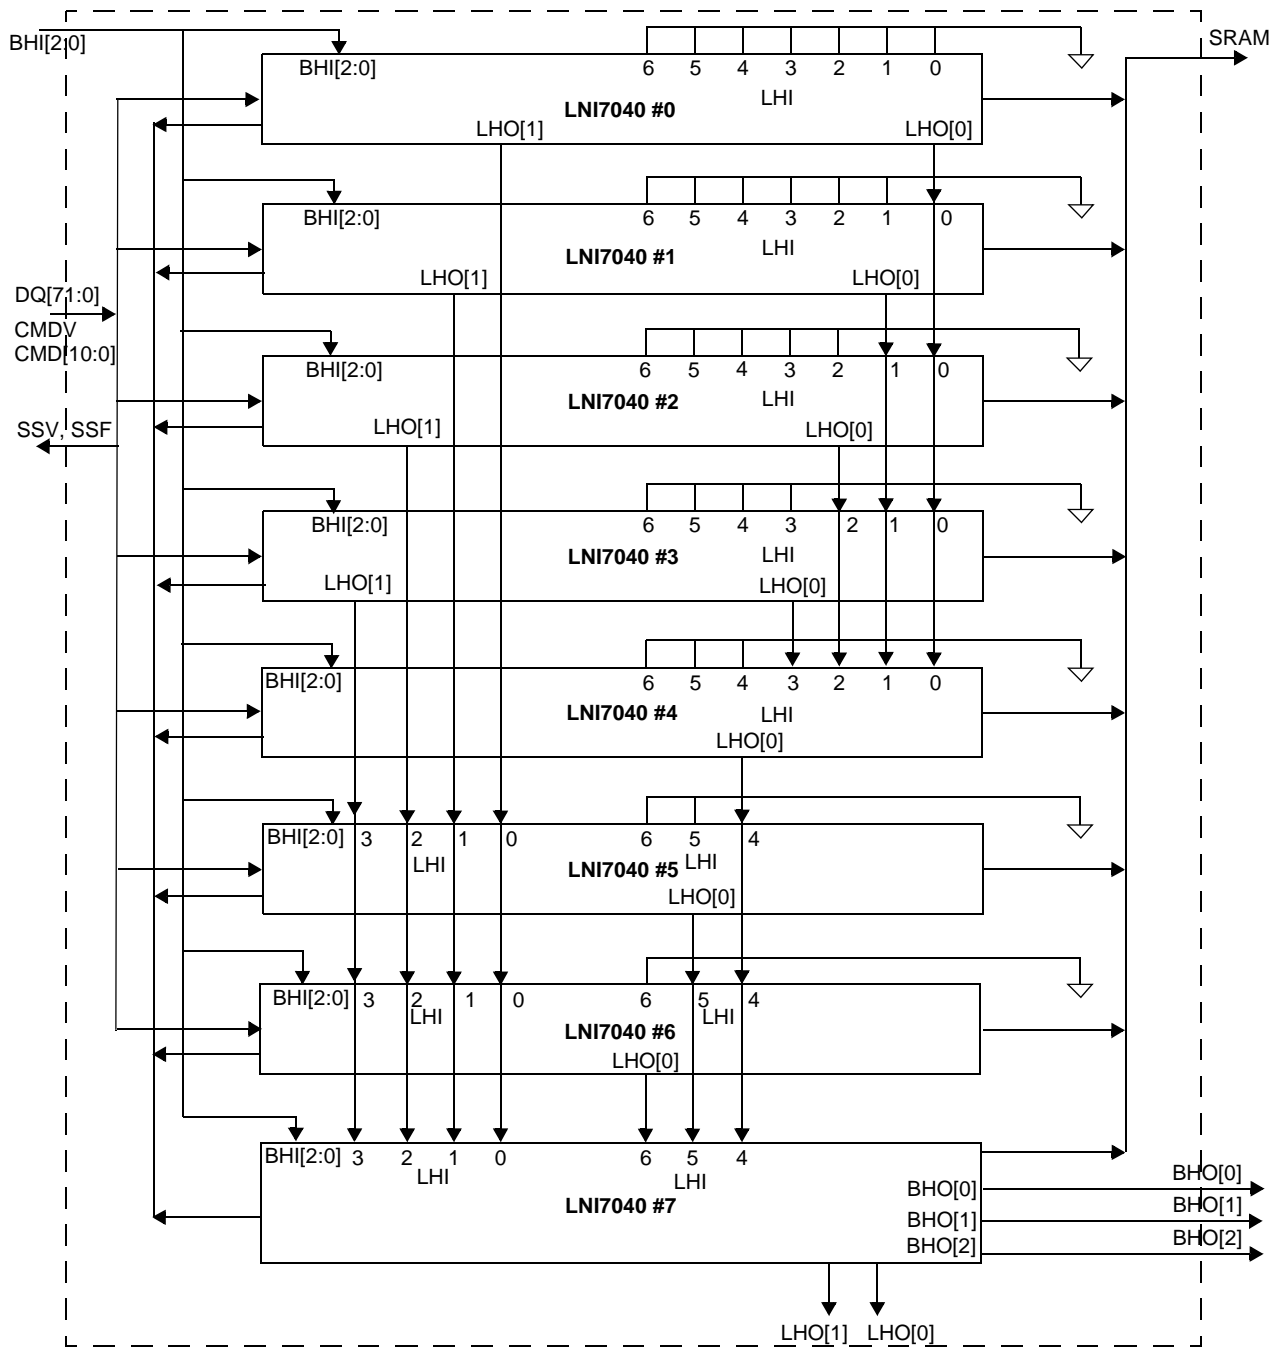 BHI[2:0]
SRAM
BHI[2:0] 6 5 4 3 2 1 0
LHI
LNI7040 #0
LHO[1] LHO[0]
BHI[2:0] 6 5 4 3 2 1 0
LHI
LNI7040 #1
LHO[1] LHO[0]
DQ[71:0]
CMDV
CMD[10:0]
BHI[2:0] 6 5 4 3 2 1 0
LHI
LNI7040 #2
LHO[1] LHO[0]
SSV, SSF
BHI[2:0] 6 5 4 3 2 1 0
LHI
LNI7040 #3
LHO[1] LHO[0]
BHI[2:0] 6 5 4 3 2 1 0
LHI
LNI7040 #4
LHO[0]
BHI[2:0] 3 2 1 0 6 5 4
LHI LHI
LNI7040 #5
LHO[0]
BHI[2:0] 3 2 1 0 6 5 4
LHI LHI
LNI7040 #6
LHO[0]
BHI[2:0] 3 2 1 0 6 5 4
LHI LHI
LNI7040 #7
BHO[0] BHO[0]
BHO[1] BHO[1]
BHO[2] BHO[2]
LHO[1] LHO[0]